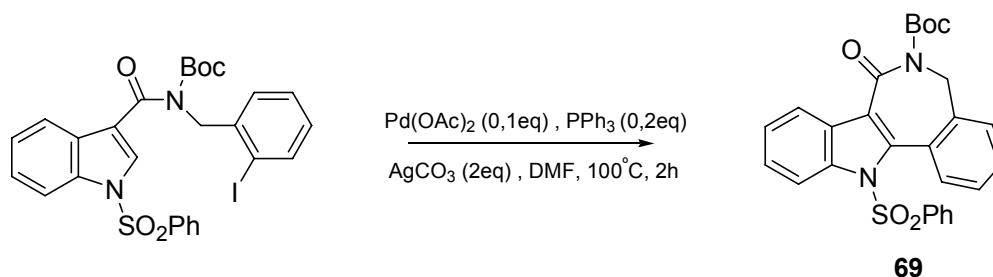 Boc
O
N
I
N
SO₂Ph
Pd(OAc)₂ (0,1eq) , PPh₃ (0,2eq)
AgCO₃ (2eq) , DMF, 100°C, 2h
Boc
O
N
N
SO₂Ph
69